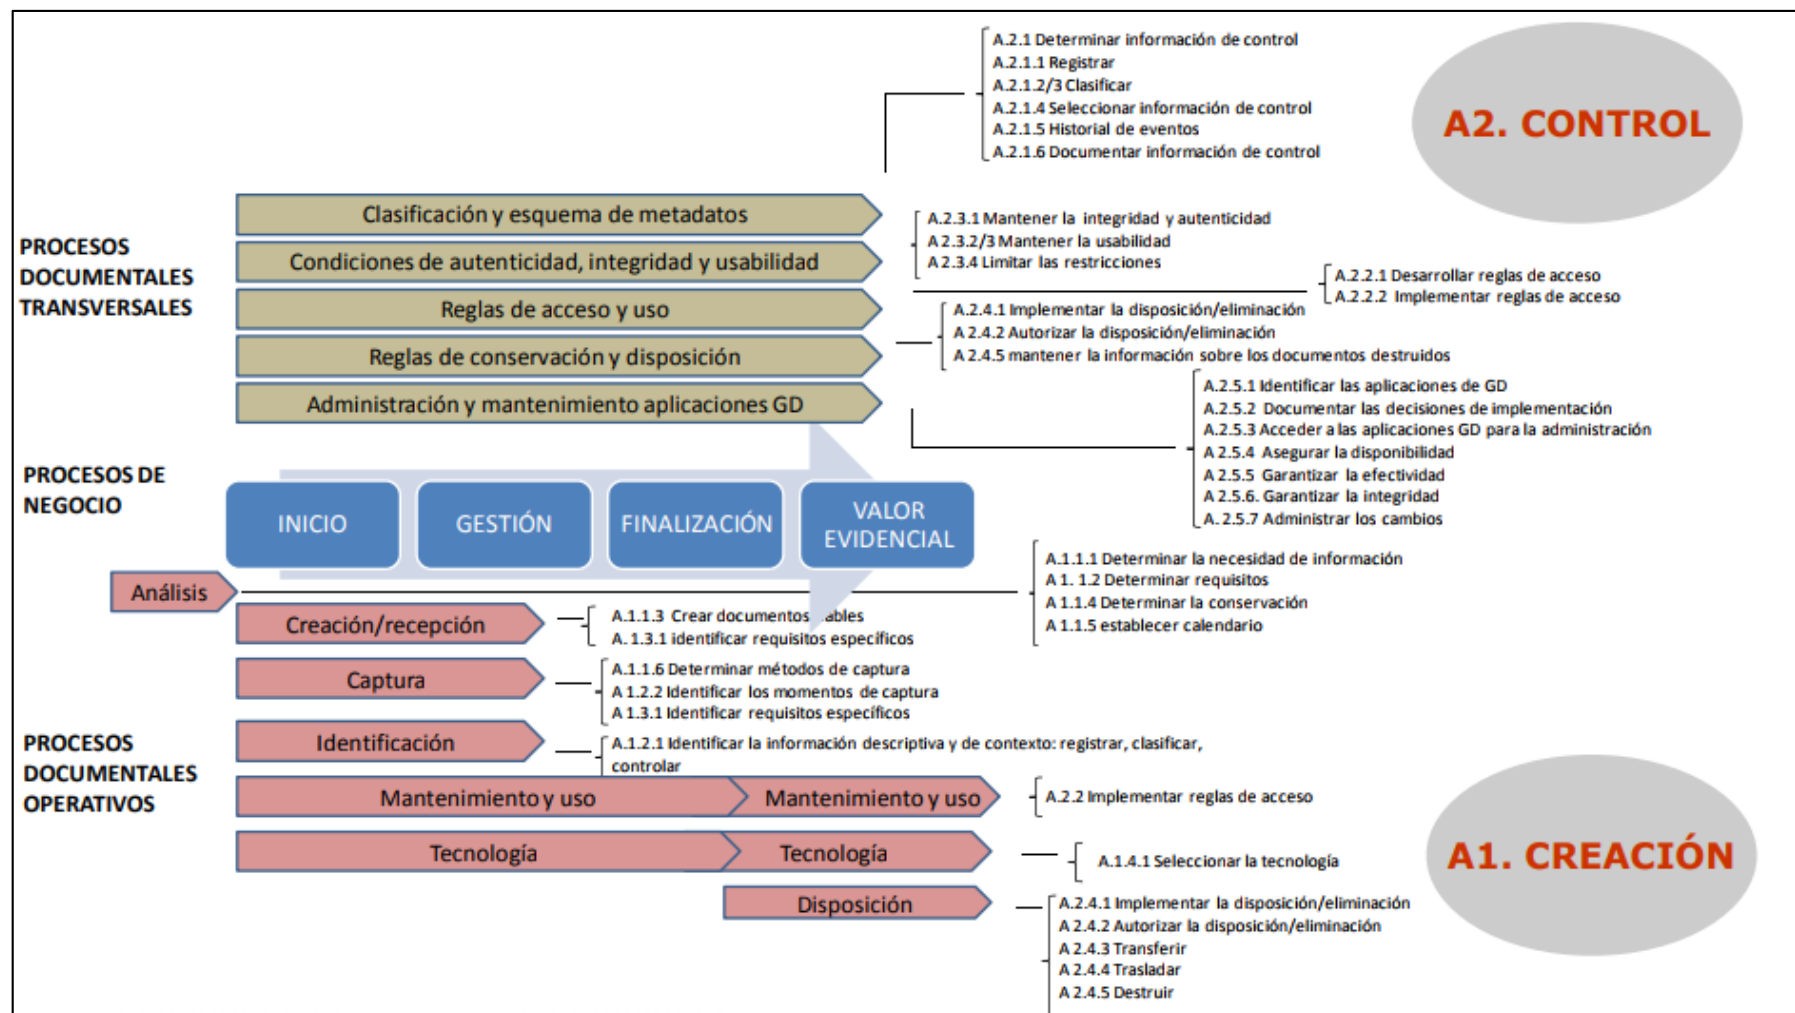 A.2.1 Determinar información de control
A.2.1.1 Registrar
A.2.1.2/3 Clasificar
A.2.1.4 Seleccionar información de control
A.2.1.5 Historial de eventos
A.2.1.6 Documentar información de control
A2. CONTROL
PROCESOS
DOCUMENTALES
TRANSVERSALES
Clasificación y esquema de metadatos
Condiciones de autenticidad, integridad y usabilidad
Reglas de acceso y uso
Reglas de conservación y disposición
Administración y mantenimiento aplicaciones GD
A.2.3.1 Mantener la integridad y autenticidad
A 2.3.2/3 Mantener la usabilidad
A 2.3.4 Limitar las restricciones
A.2.2.1 Desarrollar reglas de acceso
A.2.2.2 Implementar reglas de acceso
A.2.4.1 Implementar la disposición/eliminación
A 2.4.2 Autorizar la disposición/eliminación
A 2.4.5 mantener la información sobre los documentos destruidos
A.2.5.1 Identificar las aplicaciones de GD
A.2.5.2 Documentar las decisiones de implementación
A.2.5.3 Acceder a las aplicaciones GD para la administración
A 2.5.4 Asegurar la disponibilidad
A 2.5.5 Garantizar la efectividad
A 2.5.6. Garantizar la integridad
A. 2.5.7 Administrar los cambios
PROCESOS DE
NEGOCIO
INICIO
GESTIÓN
FINALIZACIÓN
VALOR
EVIDENCIAL
Análisis
A.1.1.1 Determinar la necesidad de información
A 1. 1.2 Determinar requisitos
A 1.1.4 Determinar la conservación
A 1.1.5 establecer calendario
Creación/recepción
A.1.1.3 Crear documentos ables
A. 1.3.1 identificar requisitos específicos
Captura
A.1.1.6 Determinar métodos de captura
A 1.2.2 Identificar los momentos de captura
A 1.3.1 Identificar requisitos específicos
PROCESOS
DOCUMENTALES
OPERATIVOS
Identificación
A.1.2.1 Identificar la información descriptiva y de contexto: registrar, clasificar,
controlar
Mantenimiento y uso
Mantenimiento y uso
A.2.2 Implementar reglas de acceso
Tecnología
Tecnología
A.1.4.1 Seleccionar la tecnología
A1. CREACIÓN
Disposición
A.2.4.1 Implementar la disposición/eliminación
A 2.4.2 Autorizar la disposición/eliminación
A 2.4.3 Transferir
A 2.4.4 Trasladar
A 2.4.5 Destruir